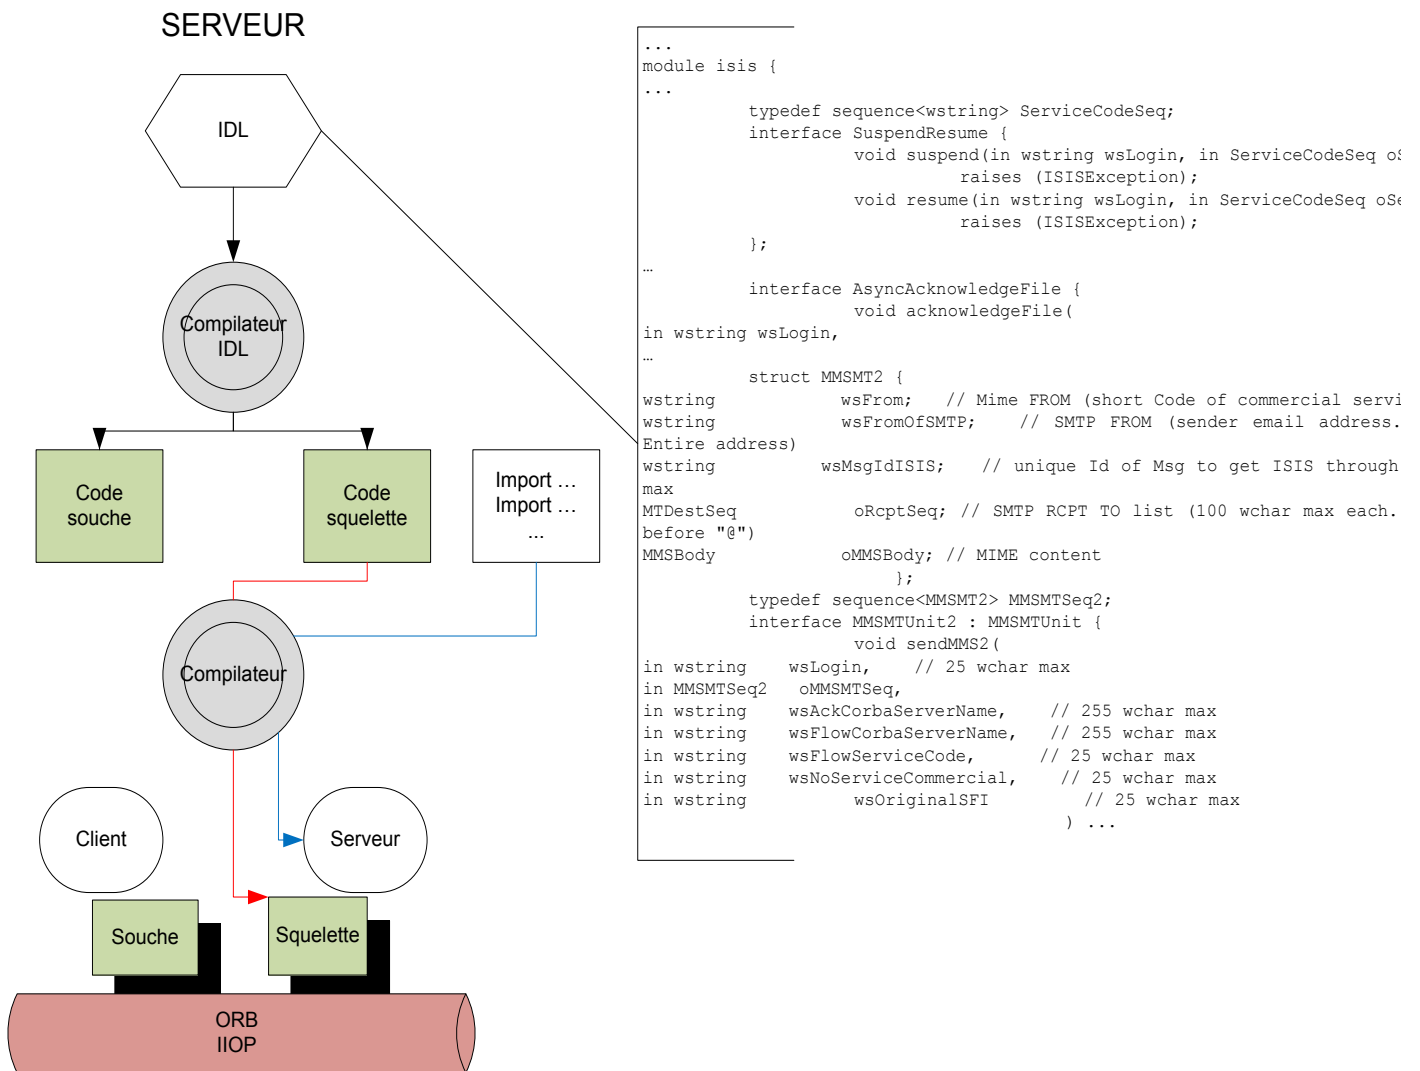 SERVEUR
IDL
Compilateur
IDL
Code
souche
Code
squelette
Import …
Import …
...
Compilateur
Client
Serveur
Souche
Squelette
ORB
IIOP
...
module isis {
...
typedef sequence<wstring> ServiceCodeSeq;
interface SuspendResume {
void suspend(in wstring wsLogin, in ServiceCodeSeq
raises (ISISException);
void resume(in wstring wsLogin, in ServiceCodeSeq
raises (ISISException);
};
…
interface AsyncAcknowledgeFile {
void acknowledgeFile(
in wstring wsLogin,
…
struct MMSMT2 {
wstring wsFrom; // Mime FROM (short Code of commercial
wstring wsFromOfSMTP; // SMTP FROM (sender email address.
Entire address)
wstring wsMsgIdISIS; // unique Id of Msg to get ISIS through
max
MTDestSeq oRcptSeq; // SMTP RCPT TO list (100 wchar max each.
before "@")
MMSBody oMMSBody; // MIME content
};
typedef sequence<MMSMT2> MMSMTSeq2;
interface MMSMTUnit2 : MMSMTUnit {
void sendMMS2(
in wstring wsLogin, // 25 wchar max
in MMSMTSeq2 oMMSMTSeq,
in wstring wsAckCorbaServerName, // 255 wchar max
in wstring wsFlowCorbaServerName, // 255 wchar max
in wstring wsFlowServiceCode, // 25 wchar max
in wstring wsNoServiceCommercial, // 25 wchar max
in wstring wsOriginalSFI // 25 wchar max
) ...